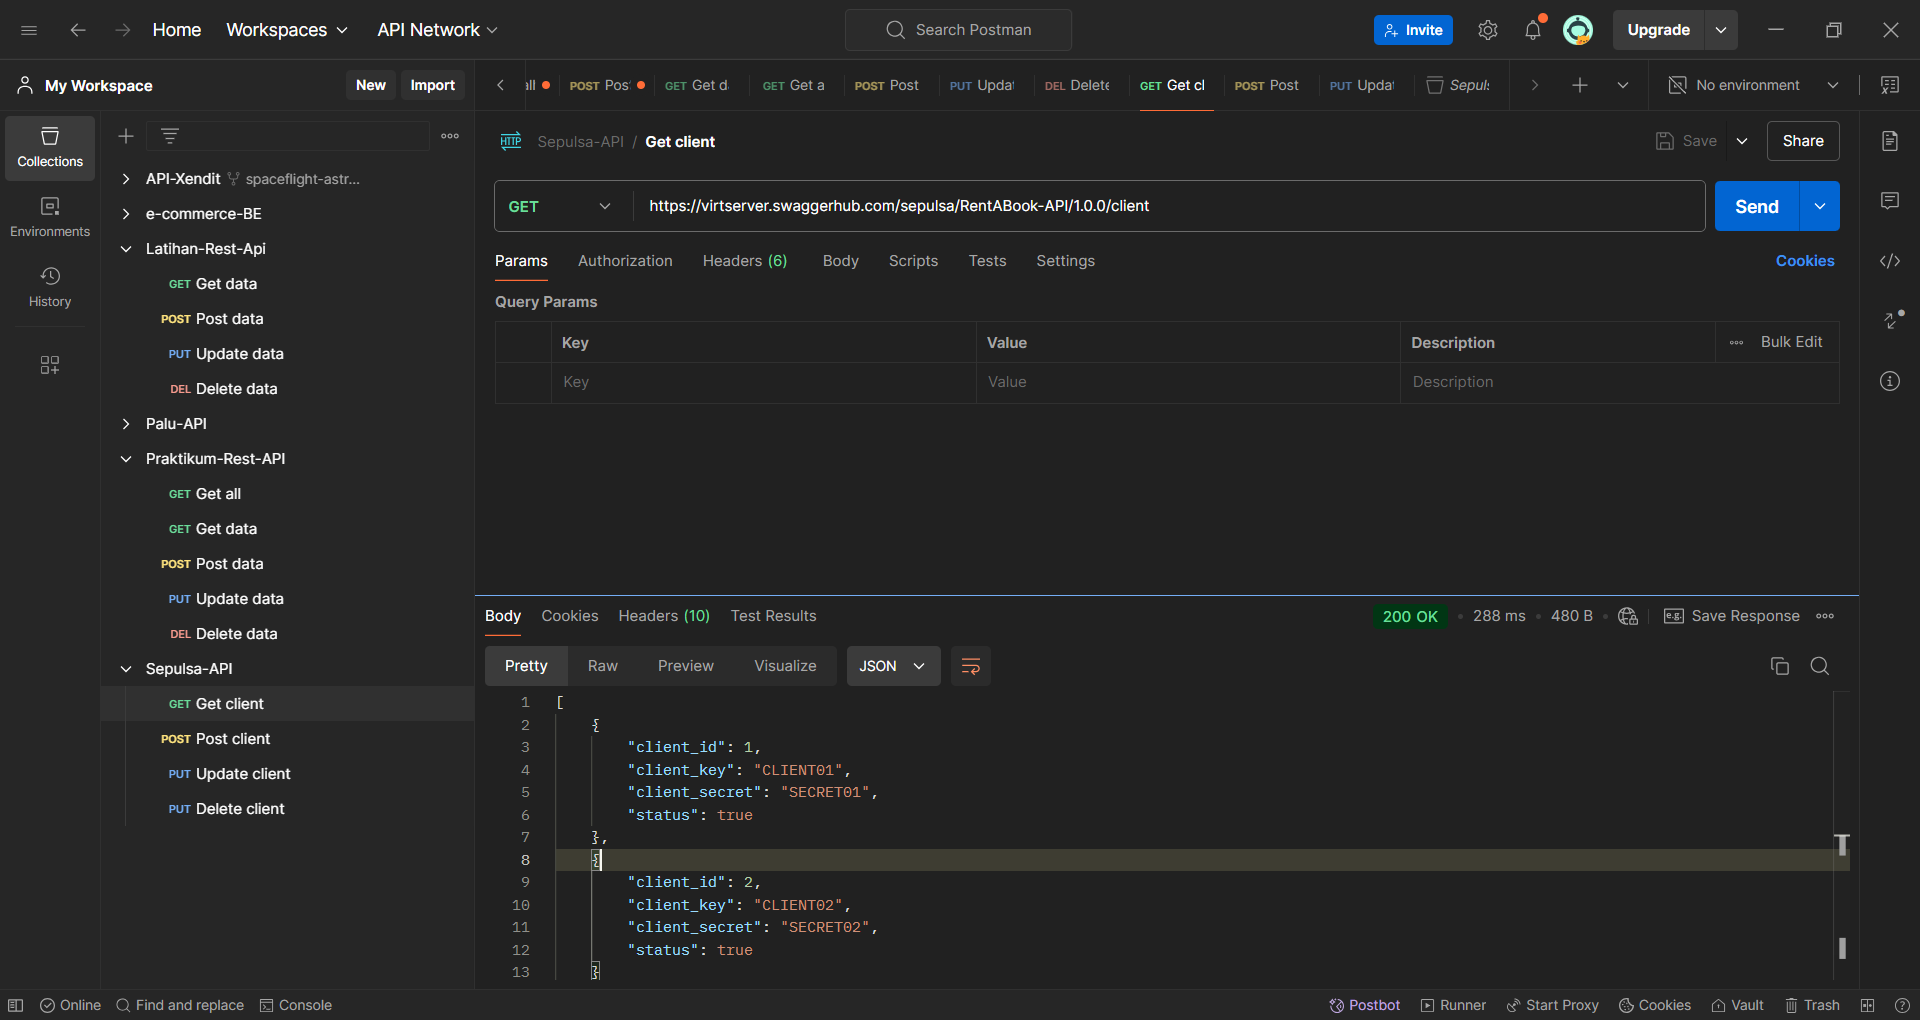 Home Workspaces API Network Search Postman Invite Upgrade
My Workspace New Import
ll POST Pos GET Get d GET Get a POST Post PUT Updat DEL Delete GET Get cl POST Post PUT Updat Sepuls No environment
Collections
Environments
History
API-Xendit spaceflight-astr...
e-commerce-BE
Latihan-Rest-Api
GET Get data
POST Post data
PUT Update data
DEL Delete data
Palu-API
Praktikum-Rest-API
GET Get all
GET Get data
POST Post data
PUT Update data
DEL Delete data
Sepulsa-API
GET Get client
POST Post client
PUT Update client
PUT Delete client
HTTP Sepulsa-API / Get client Save Share
GET https://virtserver.swaggerhub.com/sepulsa/RentABook-API/1.0.0/client Send
Params Authorization Headers (6) Body Scripts Tests Settings Cookies
Query Params
Key Value Description Bulk Edit
Key Value Description
Body Cookies Headers (10) Test Results 200 OK 288 ms 480 B e.g. Save Response
Pretty Raw Preview Visualize JSON
1 [
2 {
3 "client_id": 1,
4 "client_key": "CLIENT01",
5 "client_secret": "SECRET01",
6 "status": true
7 },
8 {
9 "client_id": 2,
10 "client_key": "CLIENT02",
11 "client_secret": "SECRET02",
12 "status": true
13 }
Online Find and replace Console Postbot Runner Start Proxy Cookies Vault Trash